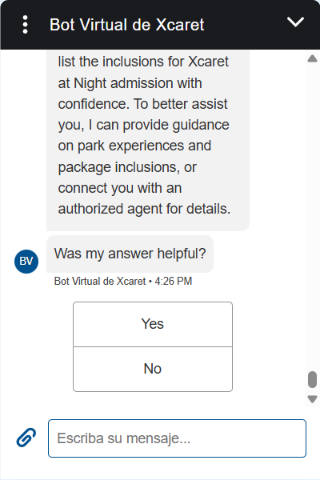 Bot Virtual de Xcaret
list the inclusions for Xcaret
at Night admission with
confidence. To better assist
you, I can provide guidance
on park experiences and
package inclusions, or
connect you with an
authorized agent for details.
Was my answer helpful?
BV
Bot Virtual de Xcaret • 4:26 PM
Yes
No
Escriba su mensaje...